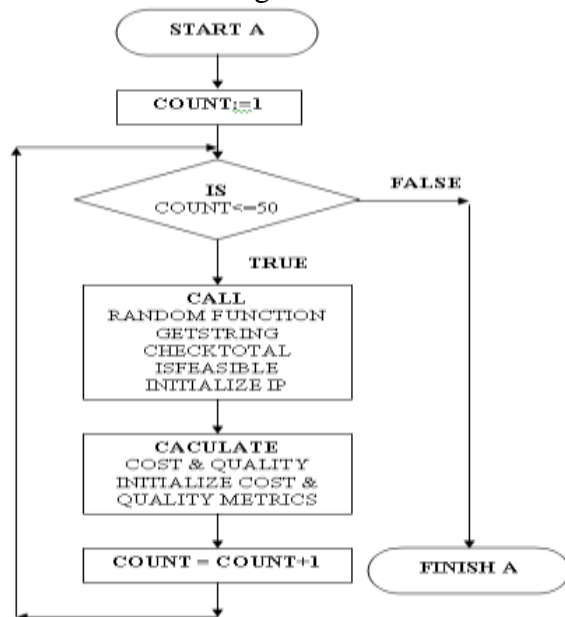 START A
COUNT:=1
IS
COUNT<=50
FALSE
TRUE
CALL
RANDOM FUNCTION
GETSTRING
CHECKTOTAL
ISFEASIBLE
INITIALIZE IP
CACULATE
COST & QUALITY
INITIALIZE COST &
QUALITY METRICS
COUNT = COUNT+1
FINISH A